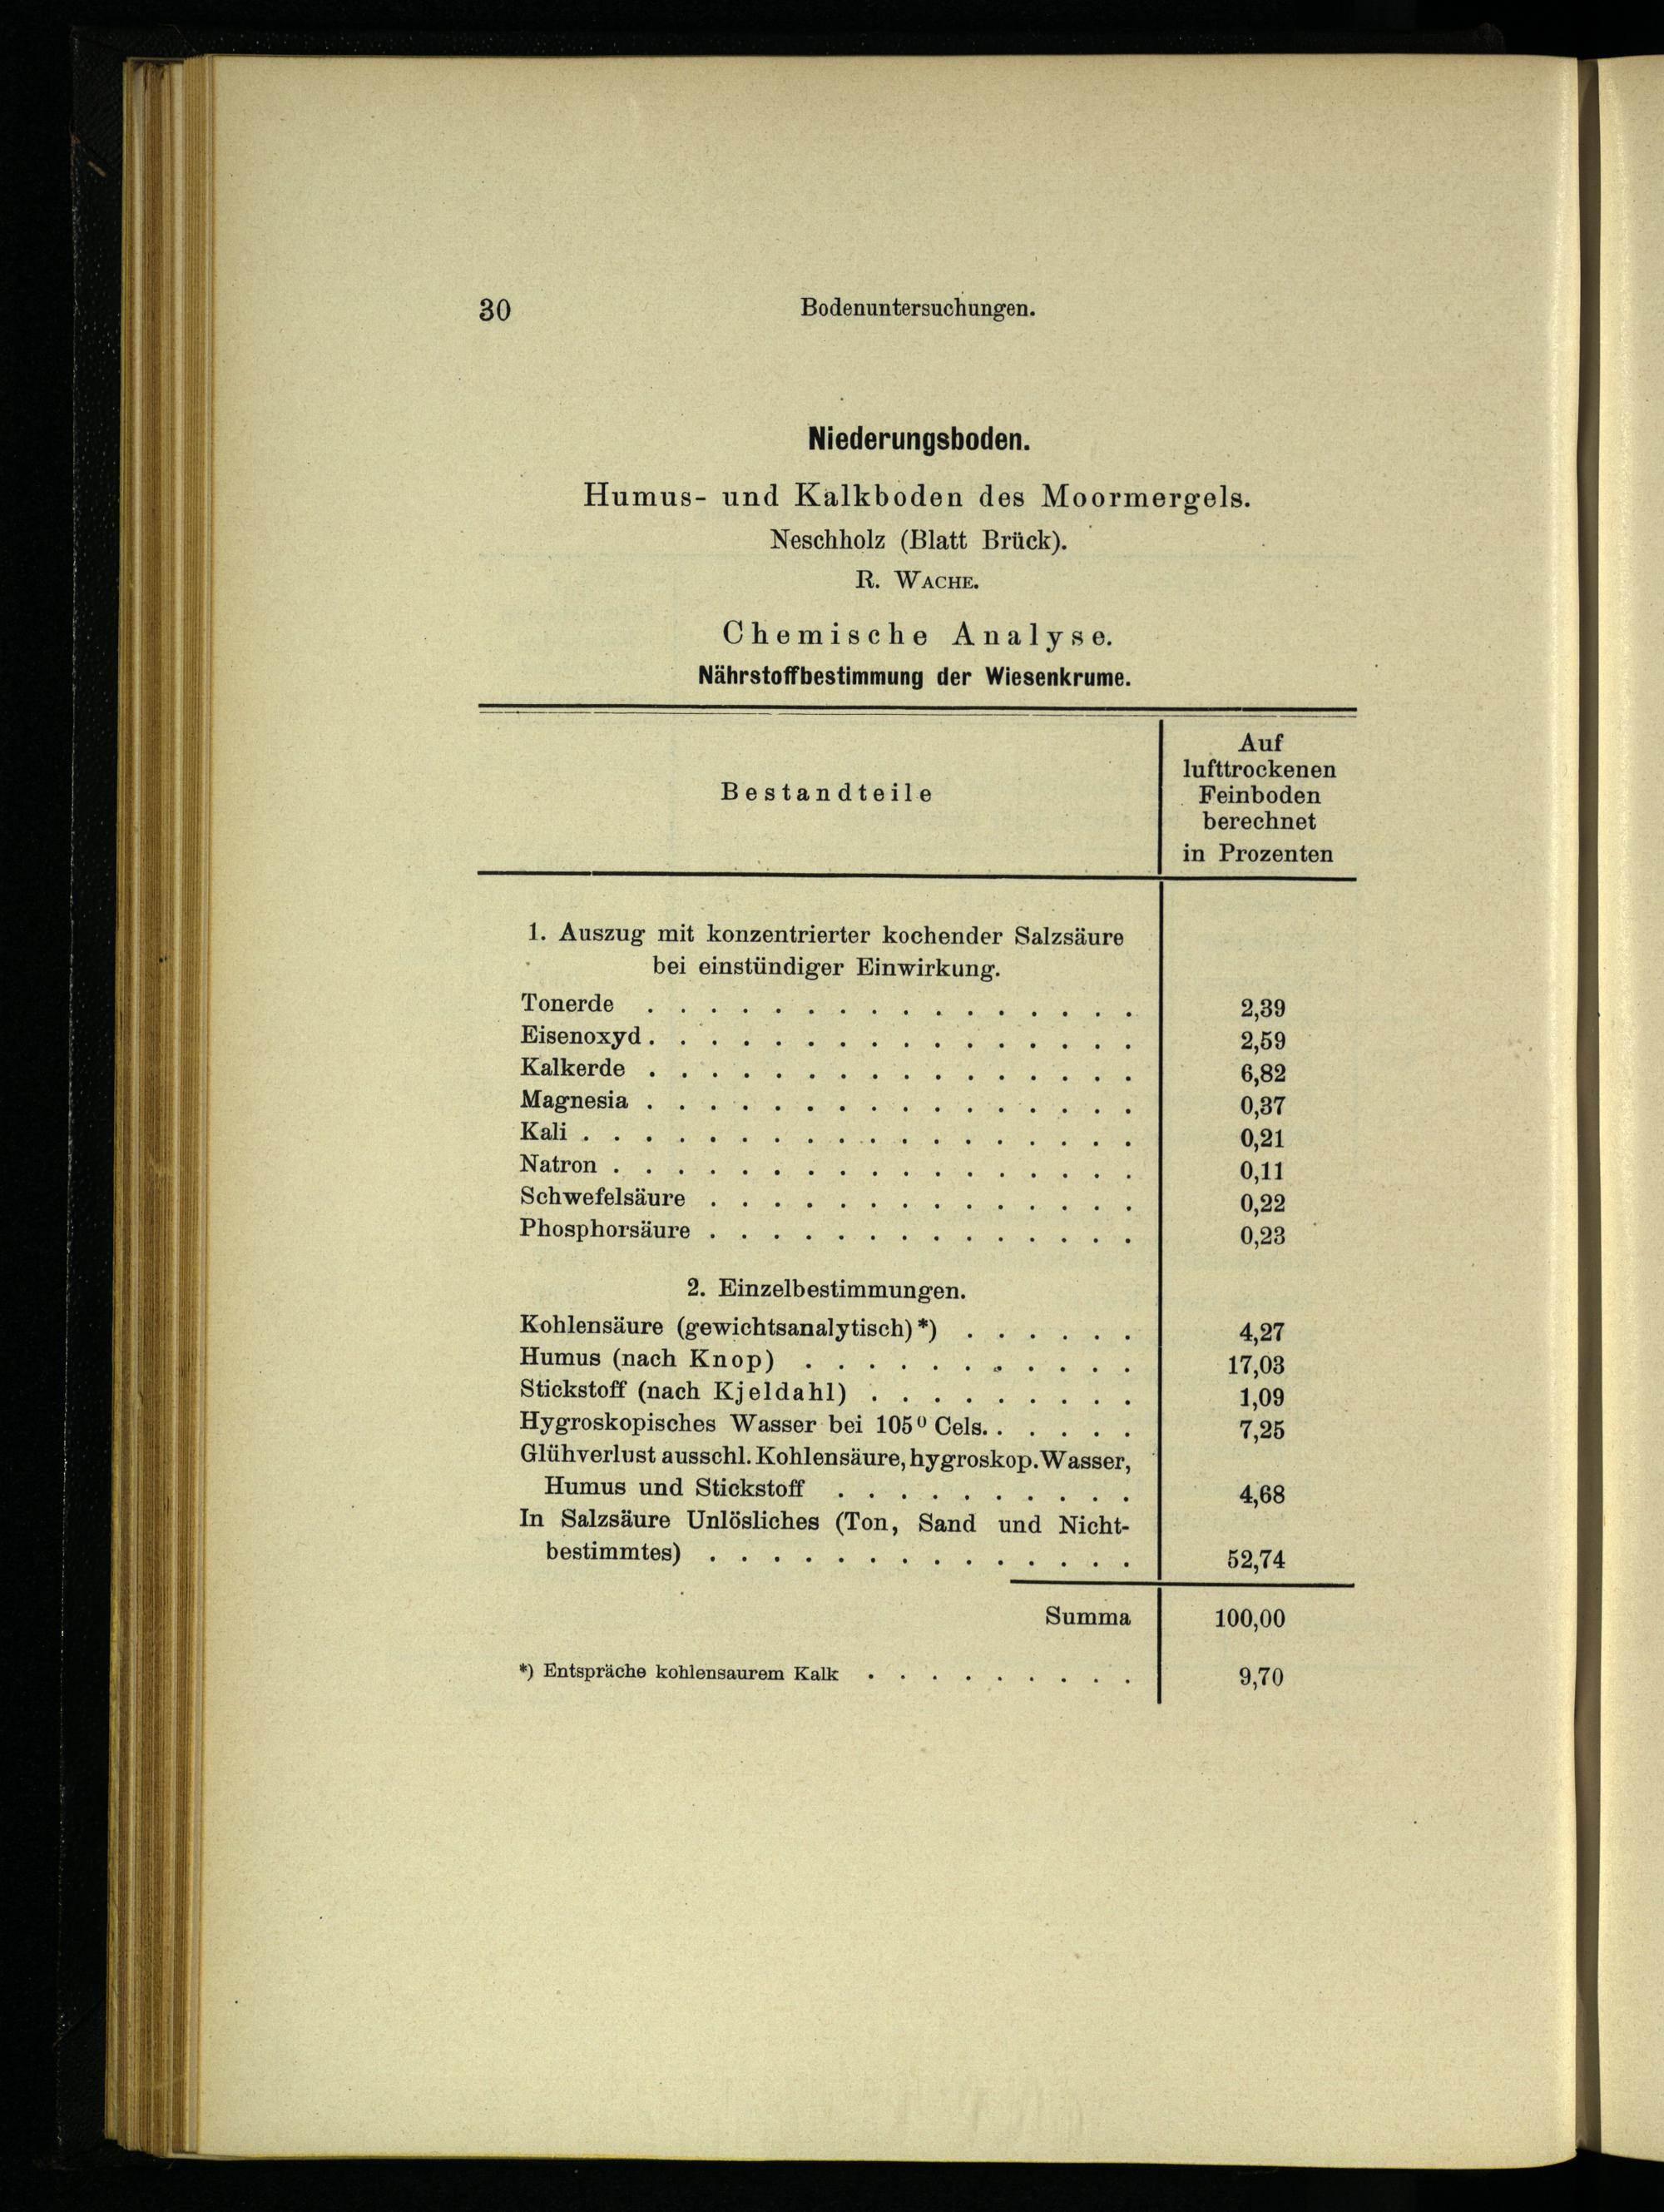 30 Bodenuntersuchungen.
Niederungsboden.
Humus- und Kalkboden des Moormergels.
Neschholz (Blatt Brück).
R. WACHE.
Chemische Analyse.
Nährstoffbestimmung der Wiesenkrume.
Bestandteile
Auf
lufttrockenen
Feinboden
berechnet
in Prozenten
1. Auszug mit konzentrierter kochender Salzsäure
bei einstündiger Einwirkung.
Tonerde . . . . . . . . . . . . . . . . 2,39
Eisenoxyd . . . . . . . . . . . . . . . . 2,59
Kalkerde . . . . . . . . . . . . . . . . 6,82
Magnesia . . . . . . . . . . . . . . . . 0,37
Kali . . . . . . . . . . . . . . . . . . 0,21
Natron . . . . . . . . . . . . . . . . . 0,11
Schwefelsäure . . . . . . . . . . . . . . 0,22
Phosphorsäure . . . . . . . . . . . . . . 0,23
2. Einzelbestimmungen.
Kohlensäure (gewichtsanalytisch)*) . . . . . . 4,27
Humus (nach Knop) . . . . . . . . . . . 17,03
Stickstoff (nach Kjeldahl) . . . . . . . . . 1,09
Hygroskopisches Wasser bei 105⁰ Cels. . . . . . 7,25
Glühverlust ausschl. Kohlensäure, hygroskop. Wasser,
Humus und Stickstoff . . . . . . . . . . 4,68
In Salzsäure Unlösliches (Ton, Sand und Nicht-
bestimmtes) . . . . . . . . . . . . . . 52,74
Summa 100,00
*) Entspräche kohlensaurem Kalk . . . . . . . . . 9,70